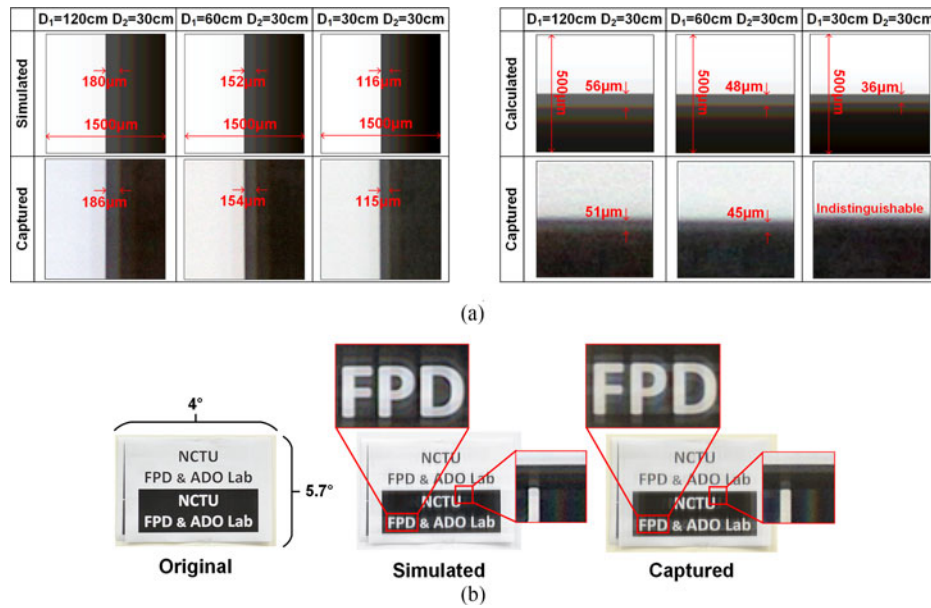 D₁=120cm D₂=30cm D₁=60cm D₂=30cm D₁=30cm D₂=30cm
Simulated
180µm 152µm 116µm
1500µm 1500µm 1500µm
Captured
186µm 154µm 115µm
D₁=120cm D₂=30cm D₁=60cm D₂=30cm D₁=30cm D₂=30cm
Calculated
500µm 56µm 500µm 48µm 500µm 36µm
Captured
51µm 45µm Indistinguishable
(a)
4°
5.7°
NCTU
FPD & ADO Lab
NCTU
FPD & ADO Lab
Original
FPD
NCTU
FPD & ADO Lab
NCTU
FPD & ADO Lab
Simulated
FPD
NCTU
FPD & ADO Lab
NCTU
FPD & ADO Lab
Captured
(b)